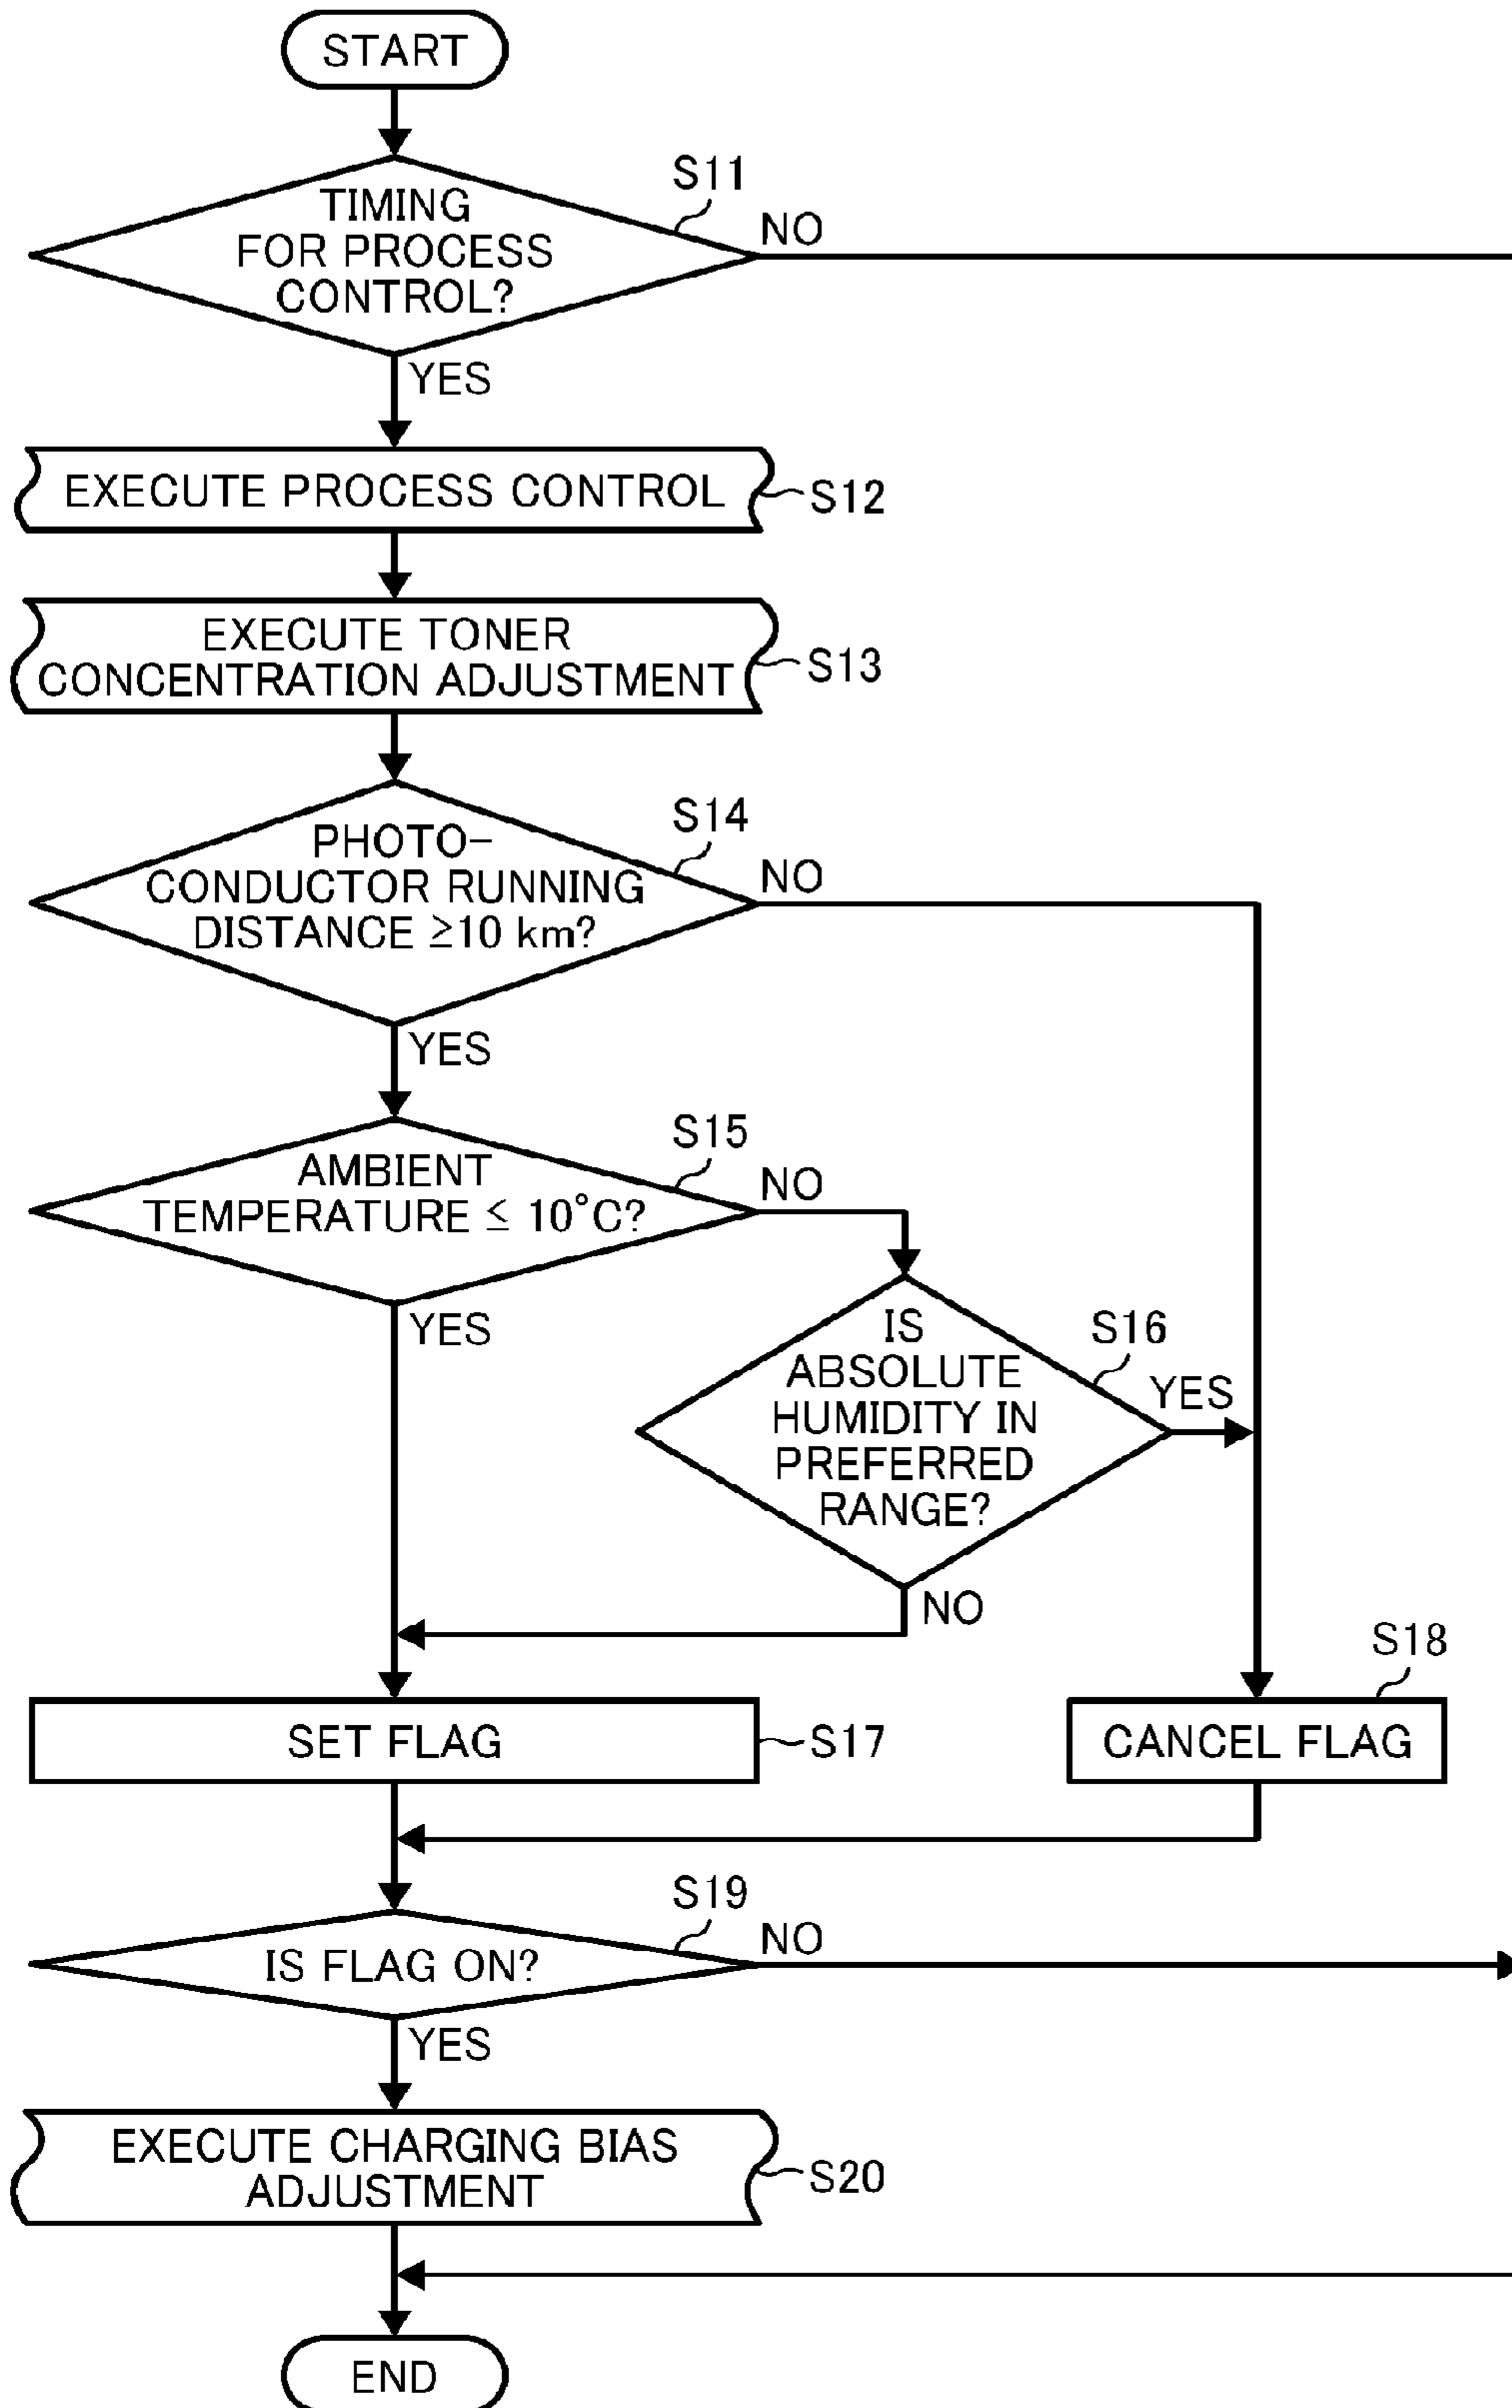 START
S11
TIMING
FOR PROCESS
CONTROL?
NO
YES
EXECUTE PROCESS CONTROL
S12
EXECUTE TONER
CONCENTRATION ADJUSTMENT
S13
S14
PHOTO-
CONDUCTOR RUNNING
DISTANCE ≥10 km?
NO
YES
S15
AMBIENT
TEMPERATURE ≤ 10°C?
NO
YES
S16
IS
ABSOLUTE
HUMIDITY IN
PREFERRED
RANGE?
YES
NO
SET FLAG
S17
S18
CANCEL FLAG
S19
IS FLAG ON?
NO
YES
EXECUTE CHARGING BIAS
ADJUSTMENT
S20
END